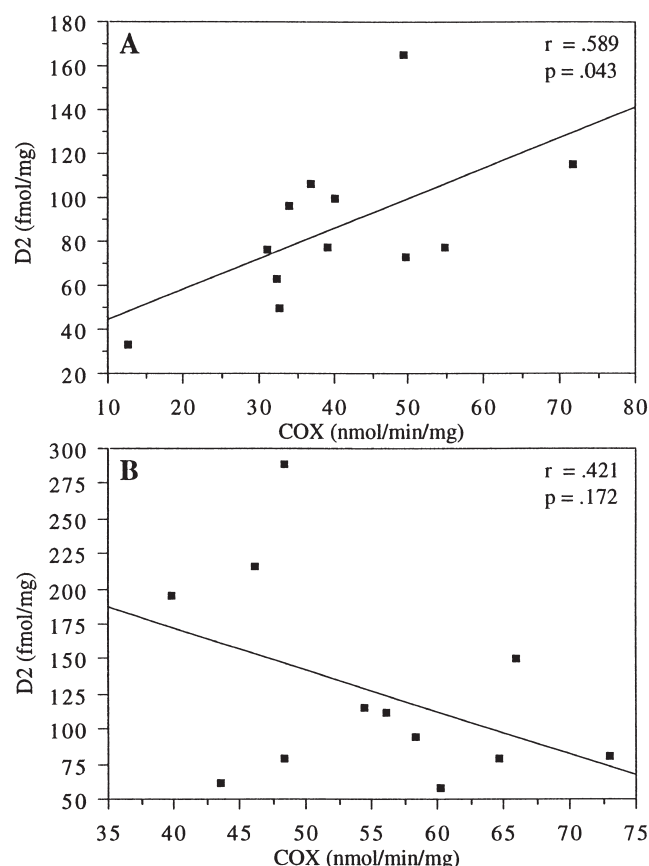 A
r = .589
p = .043
180
160
140
120
100
80
60
40
20
D2 (fmol/mg)
10 20 30 40 50 60 70 80
COX (nmol/min/mg)
B
r = .421
p = .172
300
275
250
225
200
175
150
125
100
75
50
D2 (fmol/mg)
35 40 45 50 55 60 65 70 75
COX (nmol/min/mg)